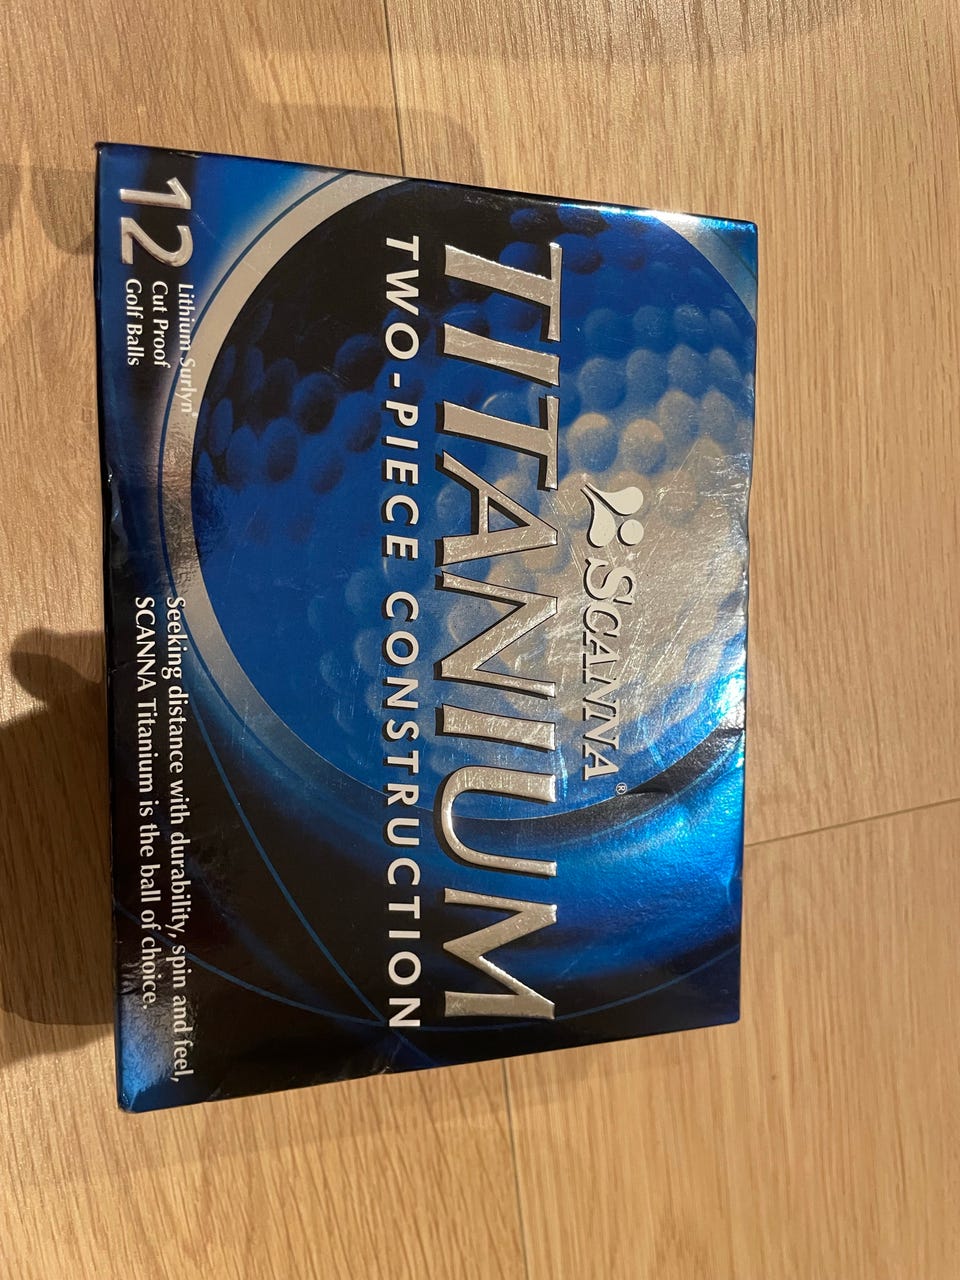 SCANNA®
TITANIUM
TWO-PIECE CONSTRUCTION
12
Lithium Surlyn®
Cut Proof
Golf Balls
Seeking distance with durability, spin and feel,
SCANNA Titanium is the ball of choice.